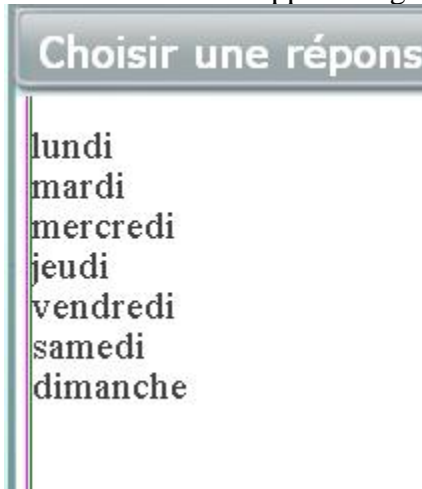 Choisir une répons
lundi
mardi
mercredi
jeudi
vendredi
samedi
dimanche